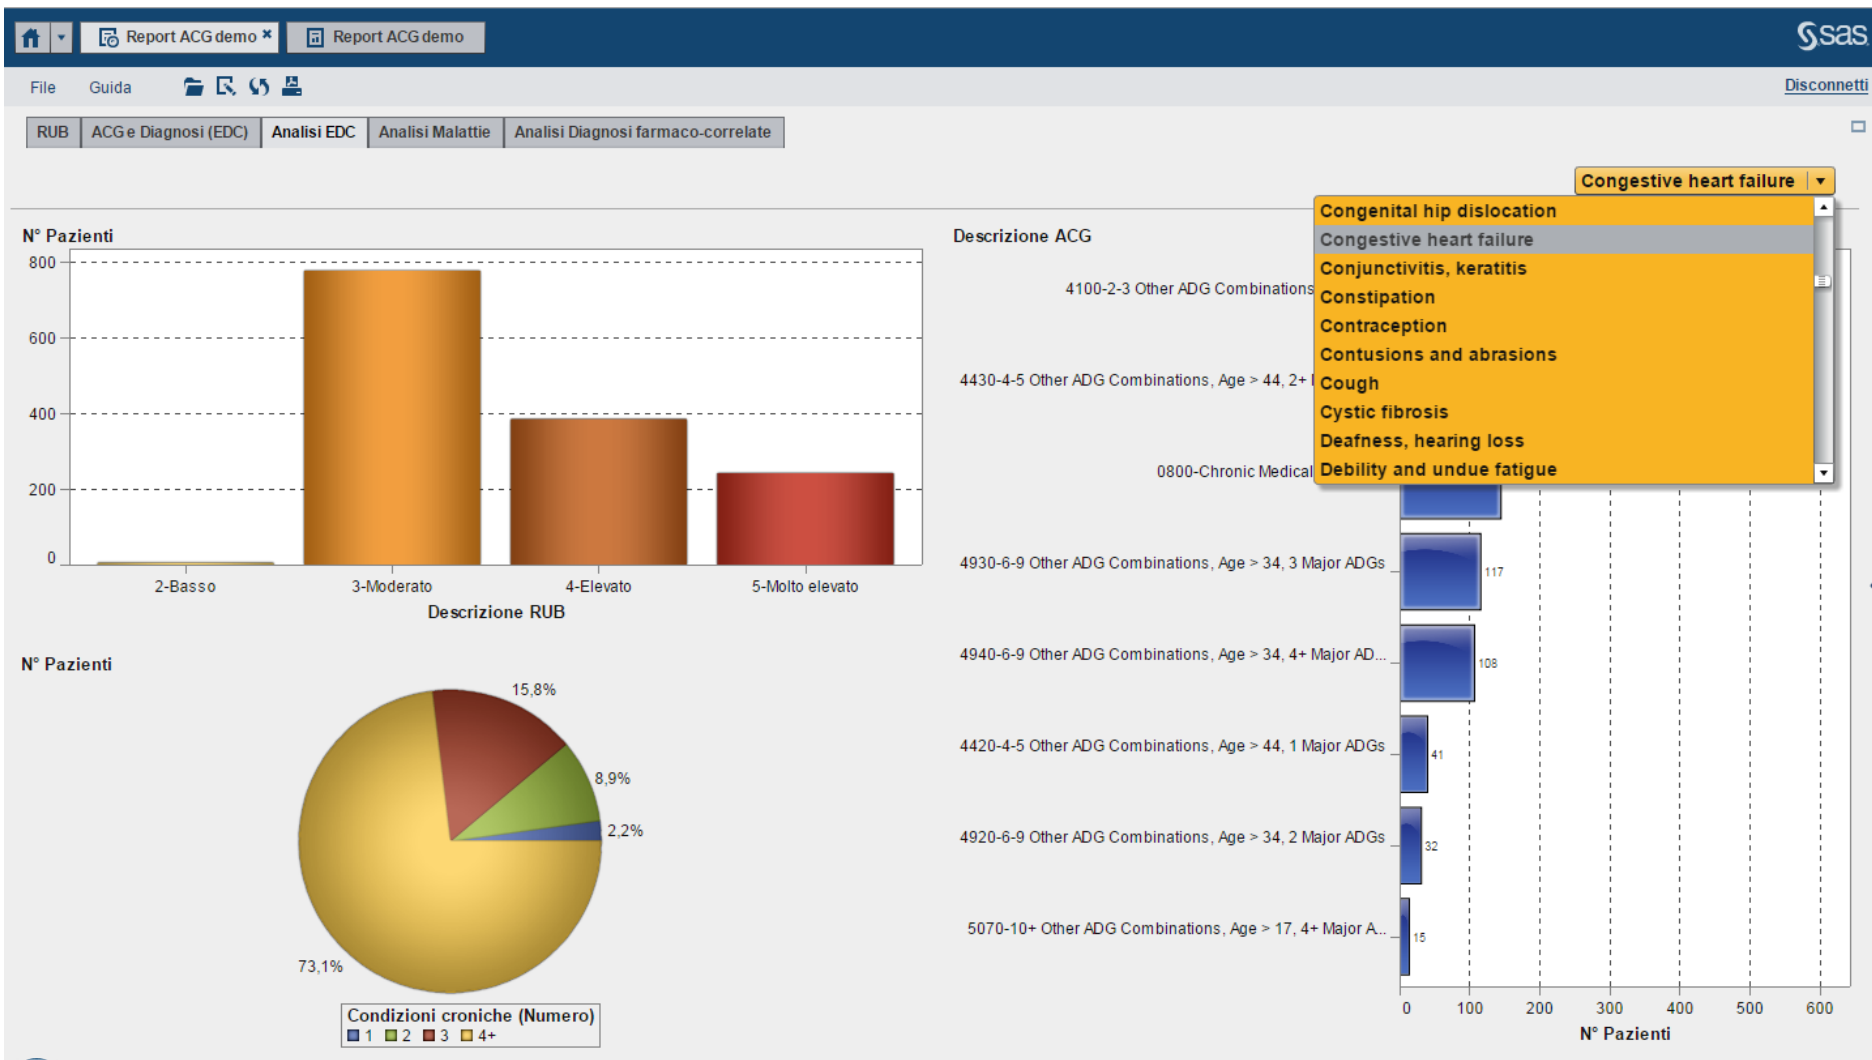 Report ACG demo
Report ACG demo
sas
File Guida
Disconnetti
RUB ACG e Diagnosi (EDC) Analisi EDC Analisi Malattie Analisi Diagnosi farmaco-correlate
Congestive heart failure
Congenital hip dislocation
Congestive heart failure
Conjunctivitis, keratitis
Constipation
Contraception
Contusions and abrasions
Cough
Cystic fibrosis
Deafness, hearing loss
Debility and undue fatigue
N° Pazienti
800
600
400
200
0
2-Basso 3-Moderato 4-Elevato 5-Molto elevato
Descrizione RUB
N° Pazienti
15,8%
8,9%
2,2%
73,1%
Condizioni croniche (Numero)
1 2 3 4+
Descrizione ACG
4100-2-3 Other ADG Combinations
4430-4-5 Other ADG Combinations, Age > 44, 2+
0800-Chronic Medical
4930-6-9 Other ADG Combinations, Age > 34, 3 Major ADGs 117
4940-6-9 Other ADG Combinations, Age > 34, 4+ Major AD... 108
4420-4-5 Other ADG Combinations, Age > 44, 1 Major ADGs 41
4920-6-9 Other ADG Combinations, Age > 34, 2 Major ADGs 32
5070-10+ Other ADG Combinations, Age > 17, 4+ Major A... 15
0 100 200 300 400 500 600
N° Pazienti